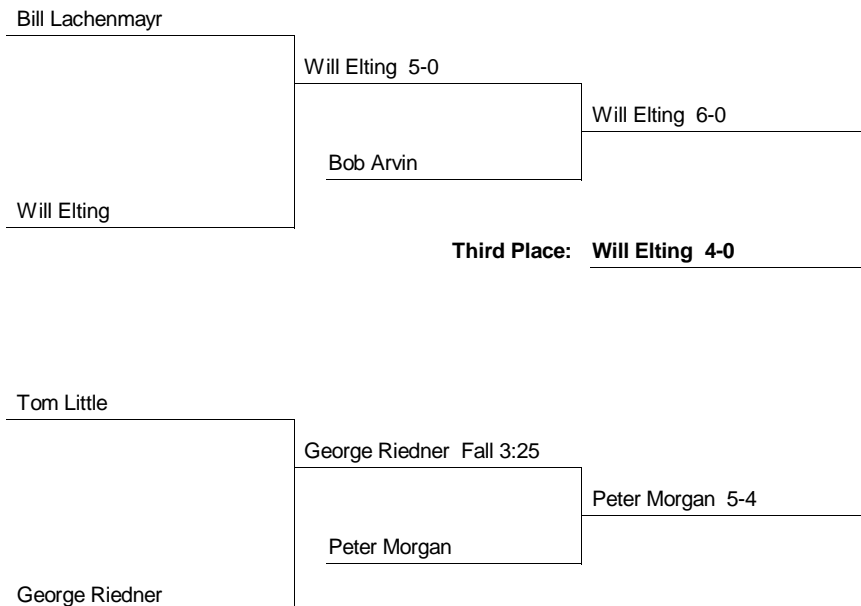 Bill Lachenmayr
Will Elting 5-0
Will Elting 6-0
Bob Arvin
Will Elting
Third Place: Will Elting 4-0
Tom Little
George Riedner Fall 3:25
Peter Morgan 5-4
Peter Morgan
George Riedner